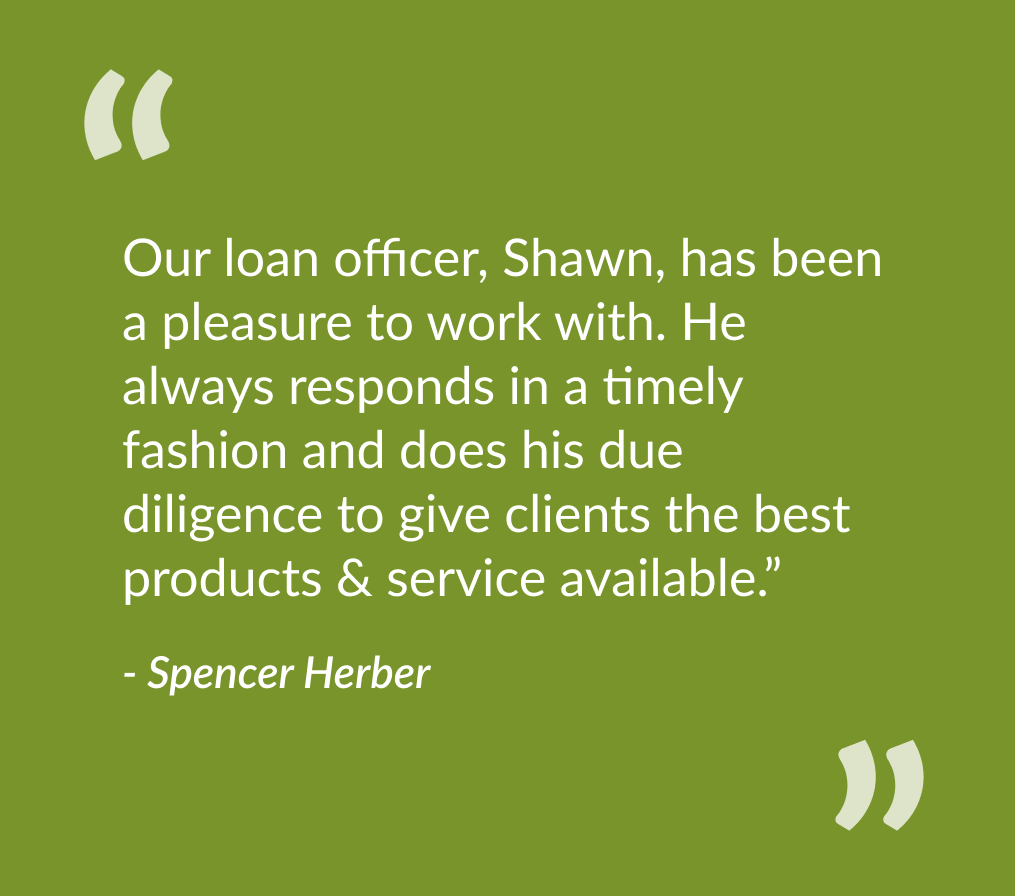 “
Our loan officer, Shawn, has been
a pleasure to work with. He
always responds in a timely
fashion and does his due
diligence to give clients the best
products & service available.”
- Spencer Herber
”